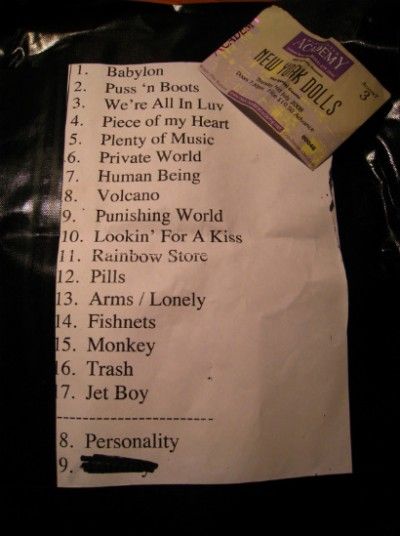 ACADEMY
NEW YORK DOLLS
3
1. Babylon
2. Puss 'n Boots
3. We're All In Luv
4. Piece of my Heart
5. Plenty of Music
6. Private World
7. Human Being
8. Volcano
9. Punishing World
10. Lookin' For A Kiss
11. Rainbow Store
12. Pills
13. Arms / Lonely
14. Fishnets
15. Monkey
16. Trash
17. Jet Boy
8. Personality
9.